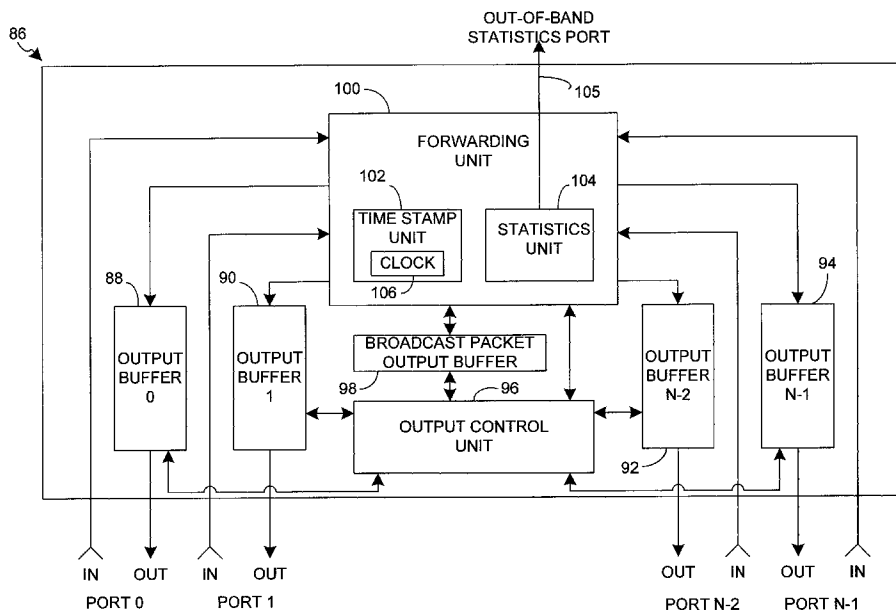 OUT-OF-BAND
STATISTICS PORT
86
105
100
FORWARDING
UNIT
102
104
TIME STAMP
UNIT
CLOCK
106
STATISTICS
UNIT
88
90
94
OUTPUT
BUFFER
0
OUTPUT
BUFFER
1
BROADCAST PACKET
OUTPUT BUFFER
98
96
OUTPUT CONTROL
UNIT
OUTPUT
BUFFER
N-2
OUTPUT
BUFFER
N-1
92
IN
OUT
IN
OUT
OUT
IN
OUT
IN
PORT 0
PORT 1
PORT N-2
PORT N-1